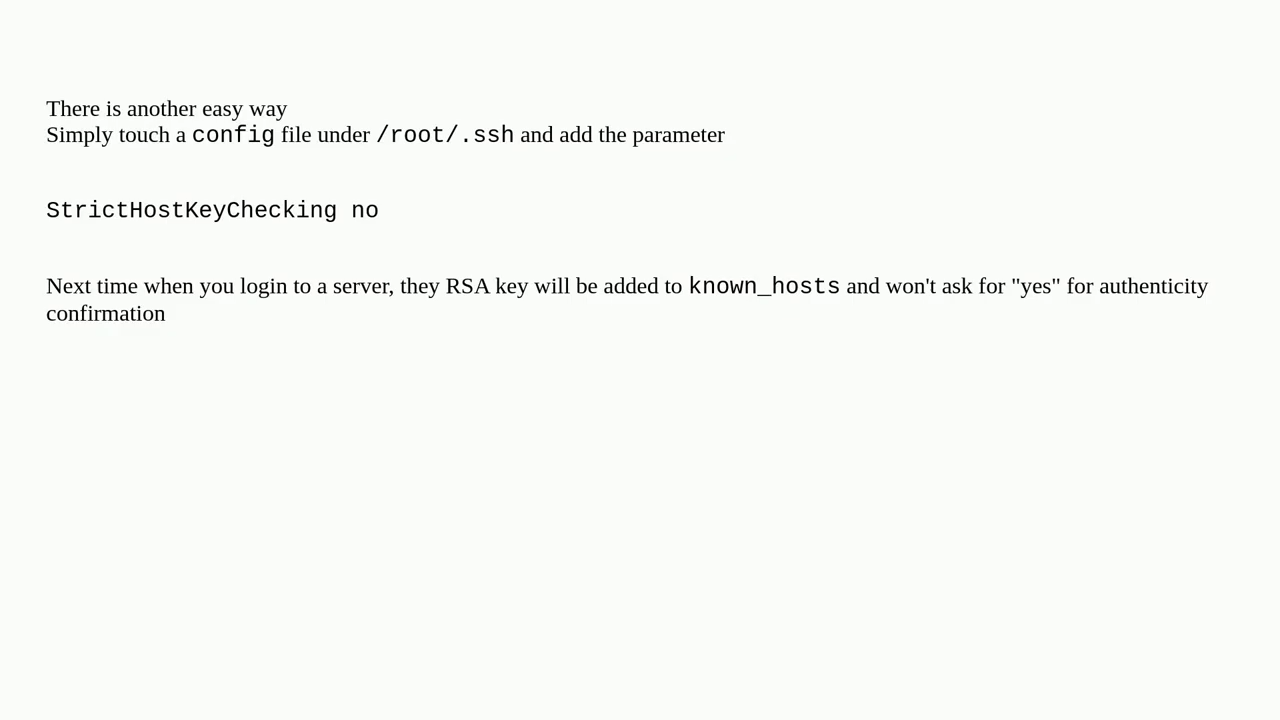 There is another easy way
Simply touch a config file under /root/.ssh and add the parameter
StrictHostKeyChecking no
Next time when you login to a server, they RSA key will be added to known_hosts and won't ask for "yes" for authenticity
confirmation